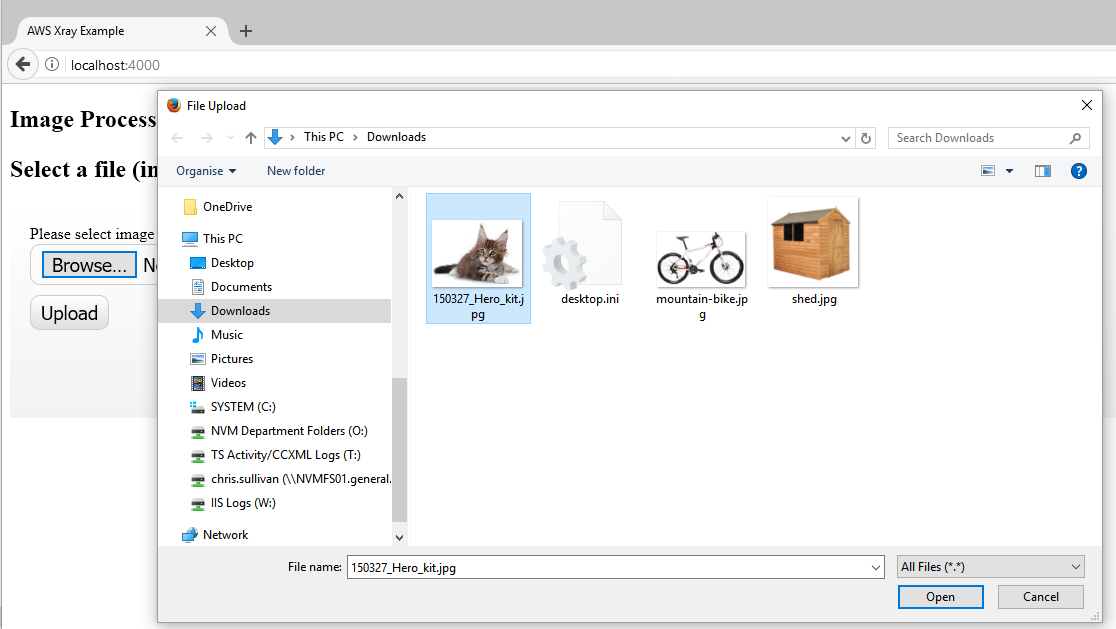 AWS Xray Example
localhost:4000
Image Process
Select a file (in
Please select image
Browse...
Upload
File Upload
This PC > Downloads
Search Downloads
Organise
New folder
OneDrive
This PC
Desktop
Documents
Downloads
Music
Pictures
Videos
SYSTEM (C:)
NVM Department Folders (O:)
TS Activity/CCXML Logs (T:)
chris.sullivan (\\NVMFS01.general.
IIS Logs (W:)
Network
150327_Hero_kit.j
pg
desktop.ini
mountain-bike.jp
g
shed.jpg
File name: 150327_Hero_kit.jpg
All Files (*.*)
Open
Cancel